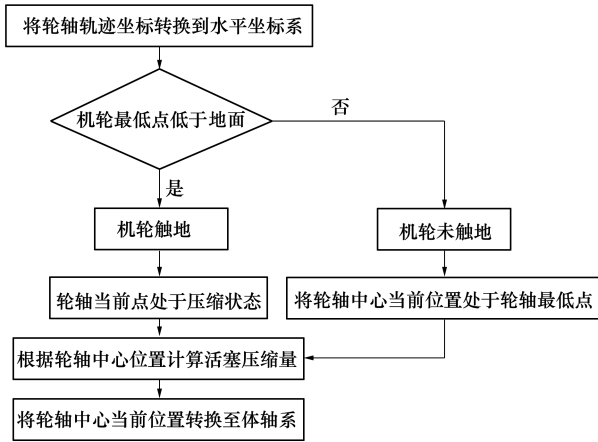 将轮轴轨迹坐标转换到水平坐标系
机轮最低点低于地面
否
是
机轮触地
机轮未触地
轮轴当前点处于压缩状态
将轮轴中心当前位置处于轮轴最低点
根据轮轴中心位置计算活塞压缩量
将轮轴中心当前位置转换至体轴系